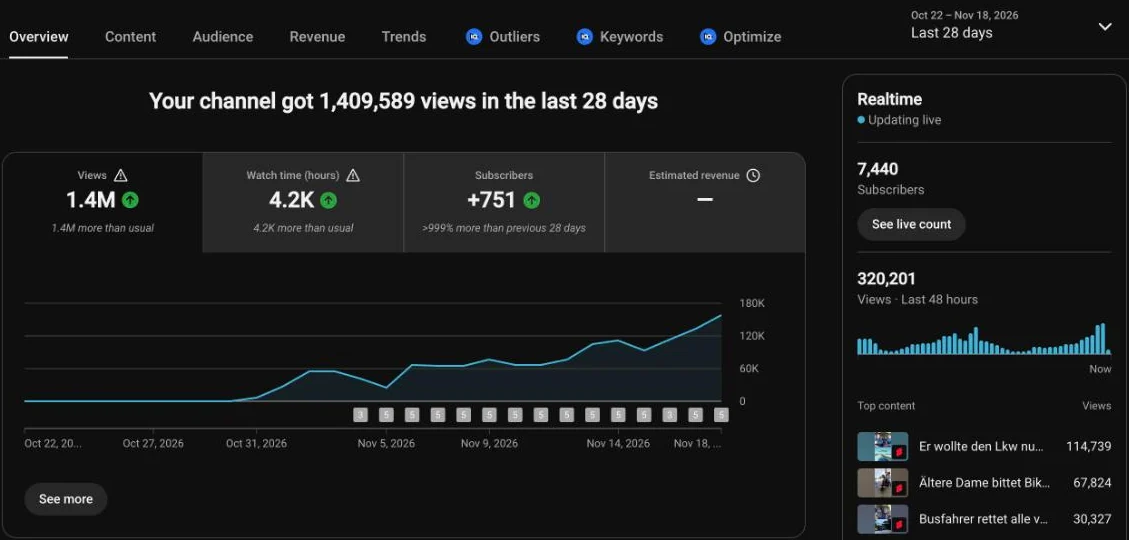 Overview Content Audience Revenue Trends Outliers Keywords Optimize
Oct 22 – Nov 18, 2026
Last 28 days
Your channel got 1,409,589 views in the last 28 days
Views
1.4M
1.4M more than usual
Watch time (hours)
4.2K
4.2K more than usual
Subscribers
+751
>999% more than previous 28 days
Estimated revenue
—
180K
120K
60K
0
3 5 5 5 5 5 5 5 5 5 5 5 3 5 5
Oct 22, 20... Oct 27, 2026 Oct 31, 2026 Nov 5, 2026 Nov 9, 2026 Nov 14, 2026 Nov 18, ...
See more
Realtime
Updating live
7,440
Subscribers
See live count
320,201
Views · Last 48 hours
Now
Top content Views
Er wollte den Lkw nu... 114,739
Ältere Dame bittet Bik... 67,824
Busfahrer rettet alle v... 30,327